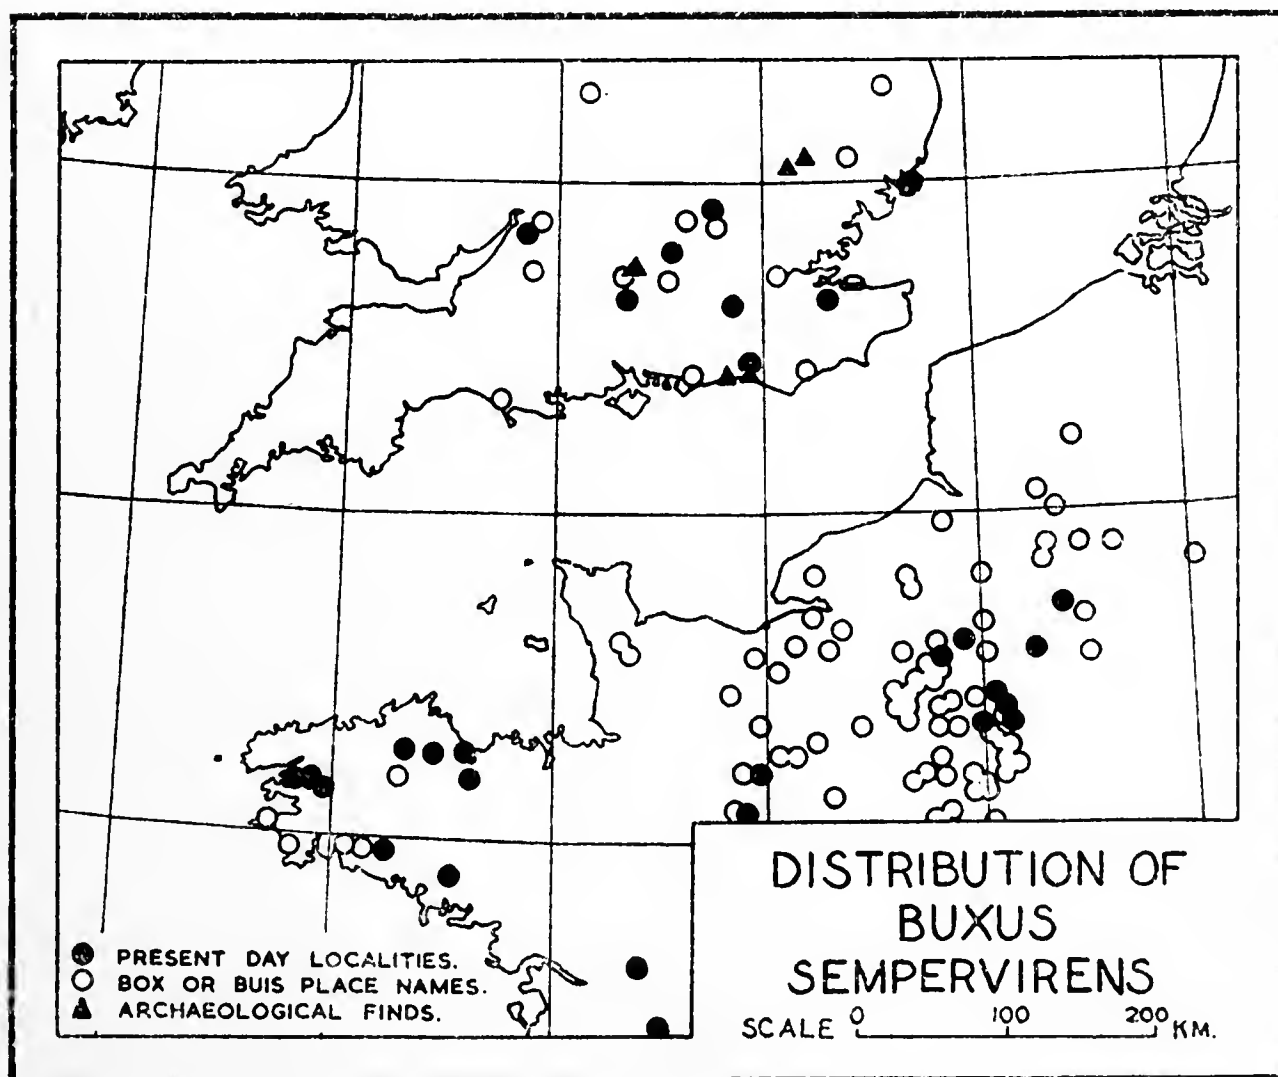 DISTRIBUTION OF
BUXUS
SEMPERVIRENS
SCALE 0 100 200 KM.
PRESENT DAY LOCALITIES.
BOX OR BUIS PLACE NAMES.
ARCHAEOLOGICAL FINDS.